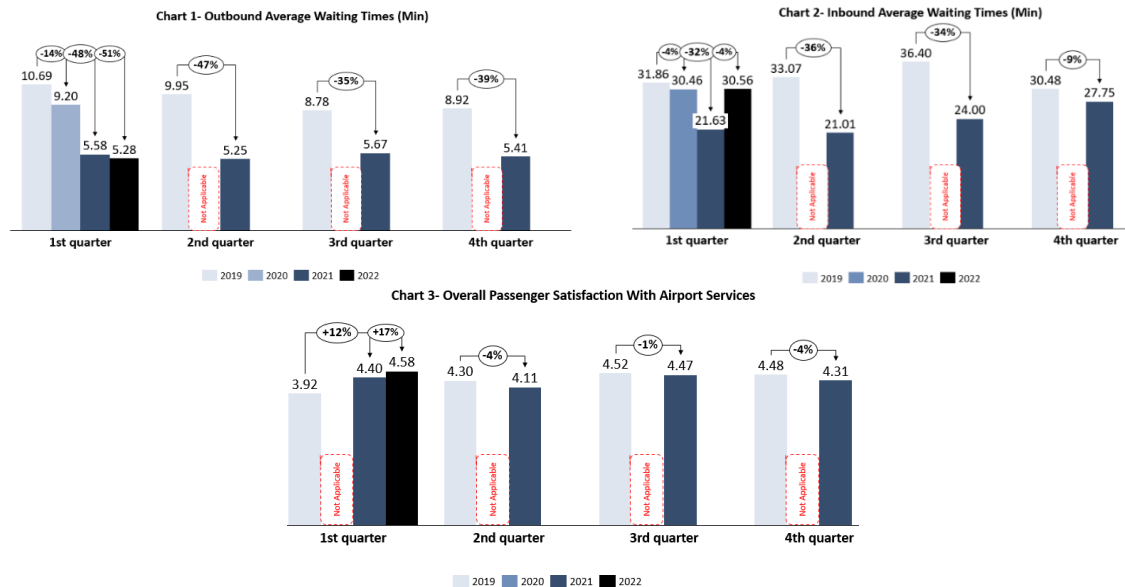 Chart 1- Outbound Average Waiting Times (Min)
-14% -48% -51%
-47%
-35%
-39%
10.69
9.20
5.58
5.28
9.95
5.25
8.78
5.67
8.92
5.41
Not Applicable
Not Applicable
Not Applicable
1st quarter
2nd quarter
3rd quarter
4th quarter
2019 2020 2021 2022
Chart 2- Inbound Average Waiting Times (Min)
-4% -32% -4%
-36%
-34%
-9%
31.86
30.46
21.63
30.56
33.07
21.01
36.40
24.00
30.48
27.75
Not Applicable
Not Applicable
Not Applicable
1st quarter
2nd quarter
3rd quarter
4th quarter
2019 2020 2021 2022
Chart 3- Overall Passenger Satisfaction With Airport Services
+12% +17%
-4%
-1%
-4%
3.92
4.40
4.58
4.30
4.11
4.52
4.47
4.48
4.31
Not Applicable
Not Applicable
Not Applicable
Not Applicable
1st quarter
2nd quarter
3rd quarter
4th quarter
2019 2020 2021 2022